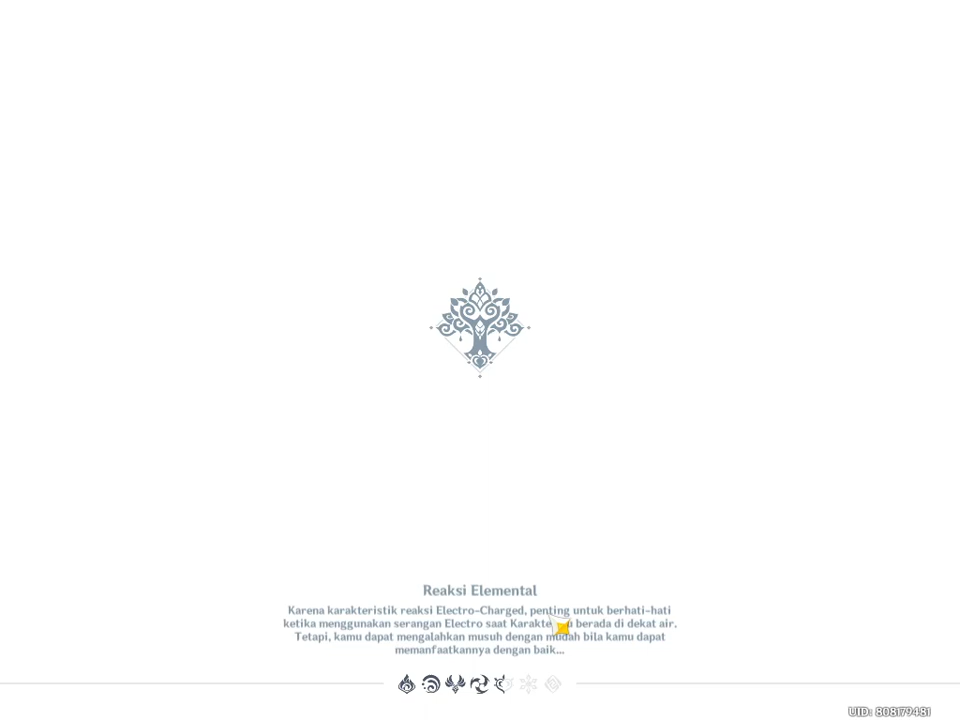 Reaksi Elemental
Karena karakteristik reaksi Electro-Charged, penting untuk berhati-hati
ketika menggunakan serangan Electro saat berada di dekat air.
Tetapi, kamu dapat mengalahkan musuh dengan mudah bila kamu dapat
memanfaatkannya dengan baik...
UID: 808179481